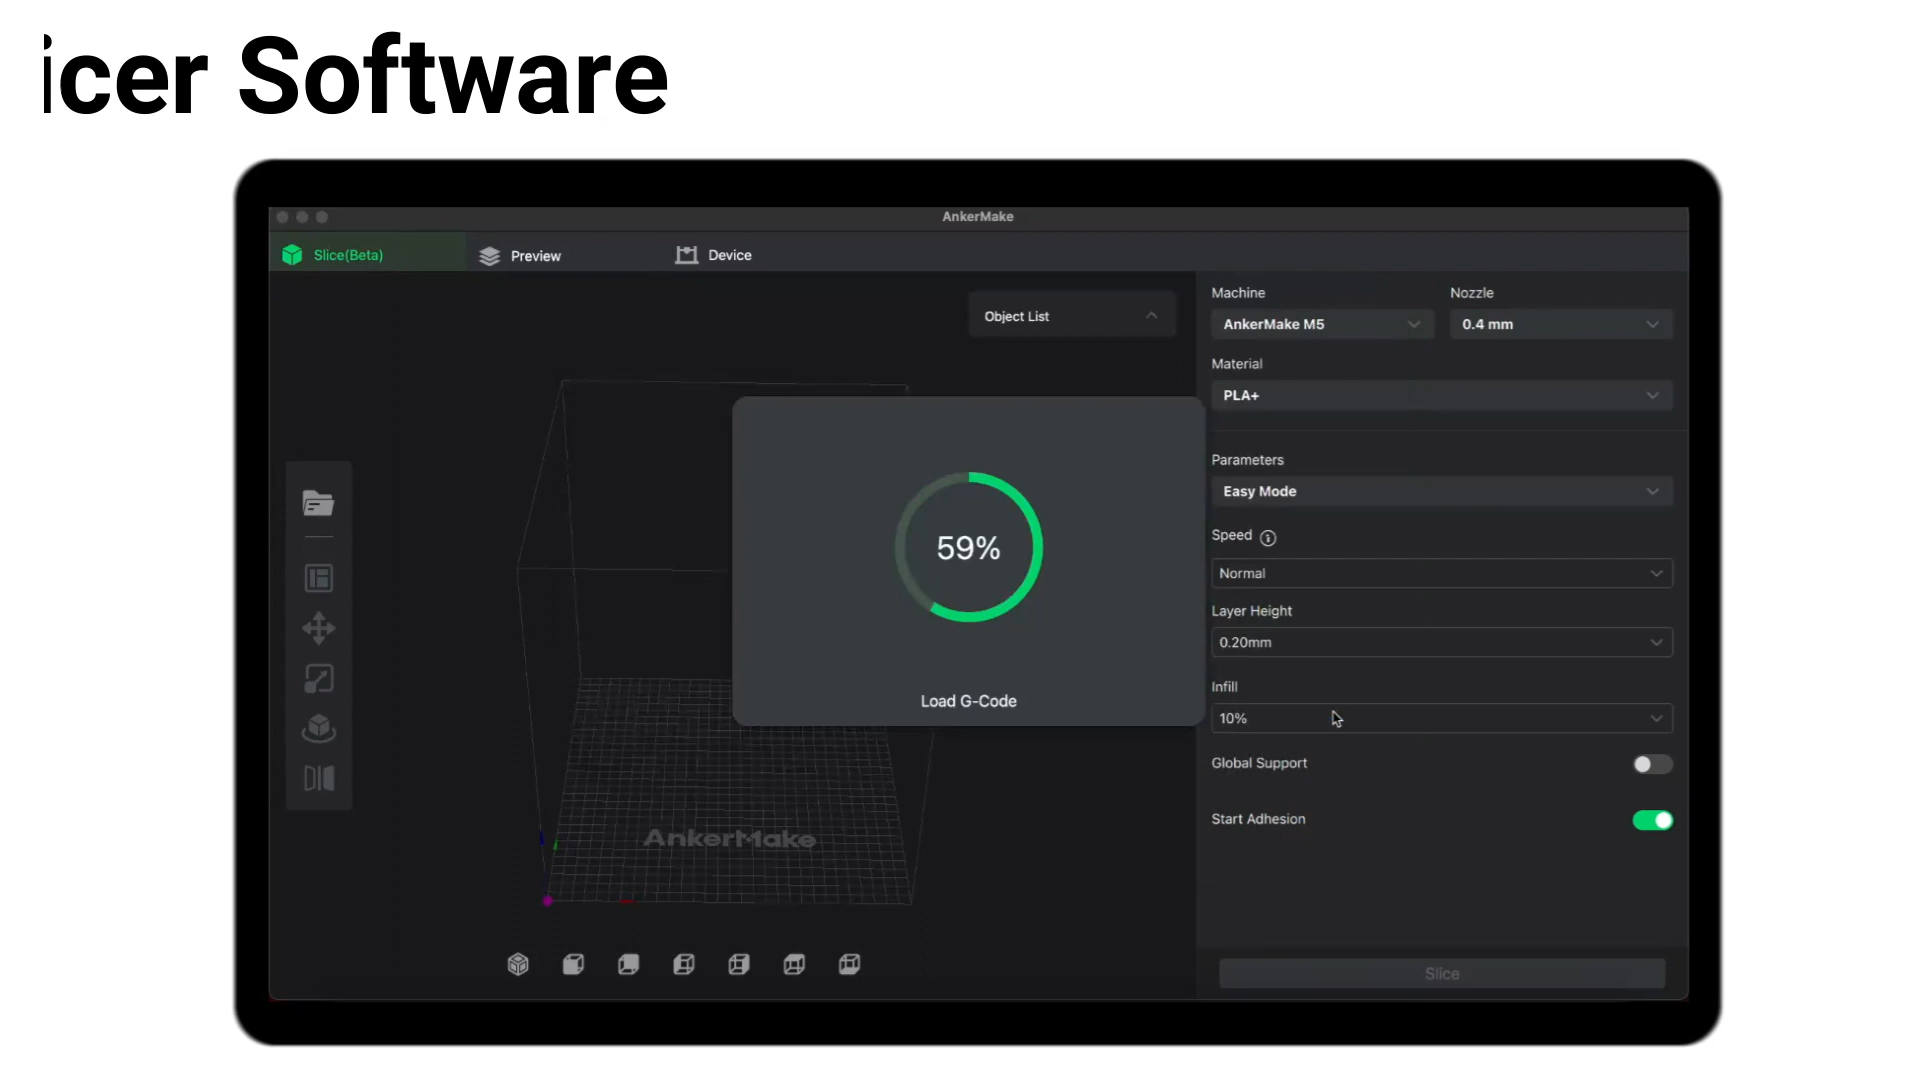 icer Software
AnkerMake
Slice(Beta)
Preview
Device
Object List
Machine
Nozzle
AnkerMake M5
0.4 mm
Material
PLA+
Parameters
Easy Mode
59%
Speed
Normal
Layer Height
0.20mm
Load G-Code
Infill
10%
Global Support
Start Adhesion
AnkerMake
Slice